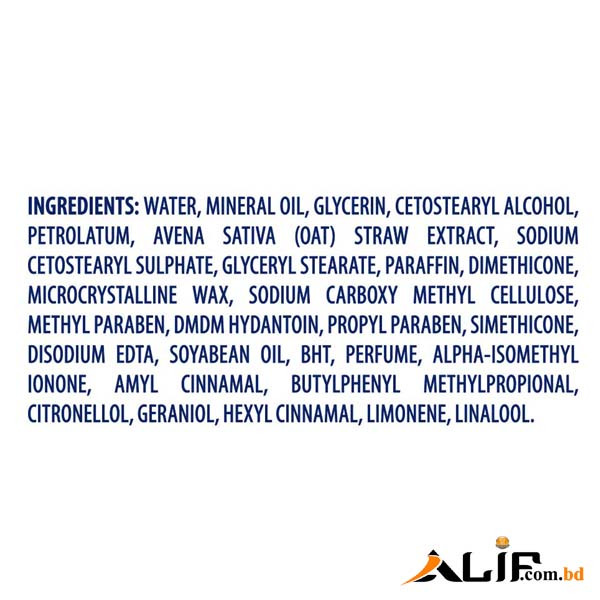 INGREDIENTS: WATER, MINERAL OIL, GLYCERIN, CETOSTEARYL ALCOHOL,
PETROLATUM, AVENA SATIVA (OAT) STRAW EXTRACT, SODIUM
CETOSTEARYL SULPHATE, GLYCERYL STEARATE, PARAFFIN, DIMETHICONE,
MICROCRYSTALLINE WAX, SODIUM CARBOXY METHYL CELLULOSE,
METHYL PARABEN, DMDM HYDANTOIN, PROPYL PARABEN, SIMETHICONE,
DISODIUM EDTA, SOYABEAN OIL, BHT, PERFUME, ALPHA-ISOMETHYL
IONONE, AMYL CINNAMAL, BUTYLPHENYL METHYLPROPIONAL,
CITRONELLOL, GERANIOL, HEXYL CINNAMAL, LIMONENE, LINALOOL.
ALIF.com.bd